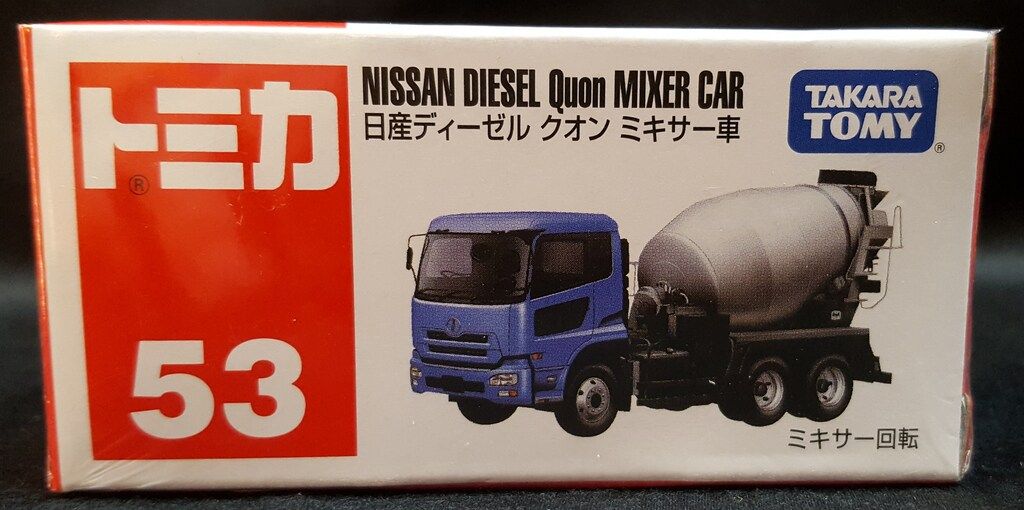 トミカ
®
53
NISSAN DIESEL Quon MIXER CAR
日産ディーゼル クオン ミキサー車
TAKARA
TOMY
®
ミキサー回転